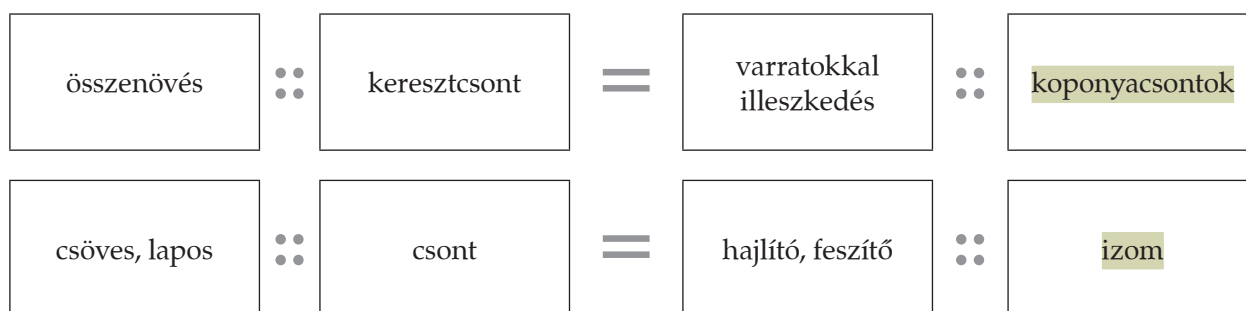 összenövés
keresztcsont
varratokkal
illeszkedés
koponyacsontok
csöves, lapos
csont
hajlító, feszítő
izom